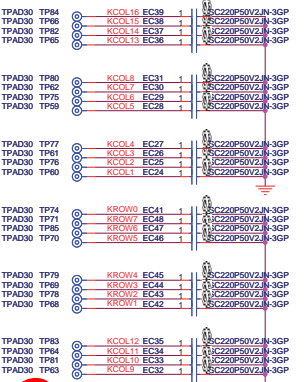 TPAD30 TP84 KCOL16 EC39 1 SC220P50V2JN-3GP
TPAD30 TP66 KCOL15 EC38 1 SC220P50V2JN-3GP
TPAD30 TP82 KCOL14 EC37 1 SC220P50V2JN-3GP
TPAD30 TP65 KCOL13 EC36 1 SC220P50V2JN-3GP
TPAD30 TP80 KCOL8 EC31 1 SC220P50V2JN-3GP
TPAD30 TP62 KCOL7 EC30 1 SC220P50V2JN-3GP
TPAD30 TP75 KCOL6 EC29 1 SC220P50V2JN-3GP
TPAD30 TP59 KCOL5 EC28 1 SC220P50V2JN-3GP
TPAD30 TP77 KCOL4 EC27 1 SC220P50V2JN-3GP
TPAD30 TP61 KCOL3 EC26 1 SC220P50V2JN-3GP
TPAD30 TP76 KCOL2 EC25 1 SC220P50V2JN-3GP
TPAD30 TP60 KCOL1 EC24 1 SC220P50V2JN-3GP
TPAD30 TP74 KROW0 EC41 1 SC220P50V2JN-3GP
TPAD30 TP71 KROW7 EC48 1 SC220P50V2JN-3GP
TPAD30 TP85 KROW6 EC47 1 SC220P50V2JN-3GP
TPAD30 TP70 KROW5 EC46 1 SC220P50V2JN-3GP
TPAD30 TP79 KROW4 EC45 1 SC220P50V2JN-3GP
TPAD30 TP69 KROW3 EC44 1 SC220P50V2JN-3GP
TPAD30 TP78 KROW2 EC43 1 SC220P50V2JN-3GP
TPAD30 TP68 KROW1 EC42 1 SC220P50V2JN-3GP
TPAD30 TP83 KCOL12 EC35 1 SC220P50V2JN-3GP
TPAD30 TP64 KCOL11 EC34 1 SC220P50V2JN-3GP
TPAD30 TP81 KCOL10 EC33 1 SC220P50V2JN-3GP
TPAD30 TP63 KCOL9 EC32 1 SC220P50V2JN-3GP